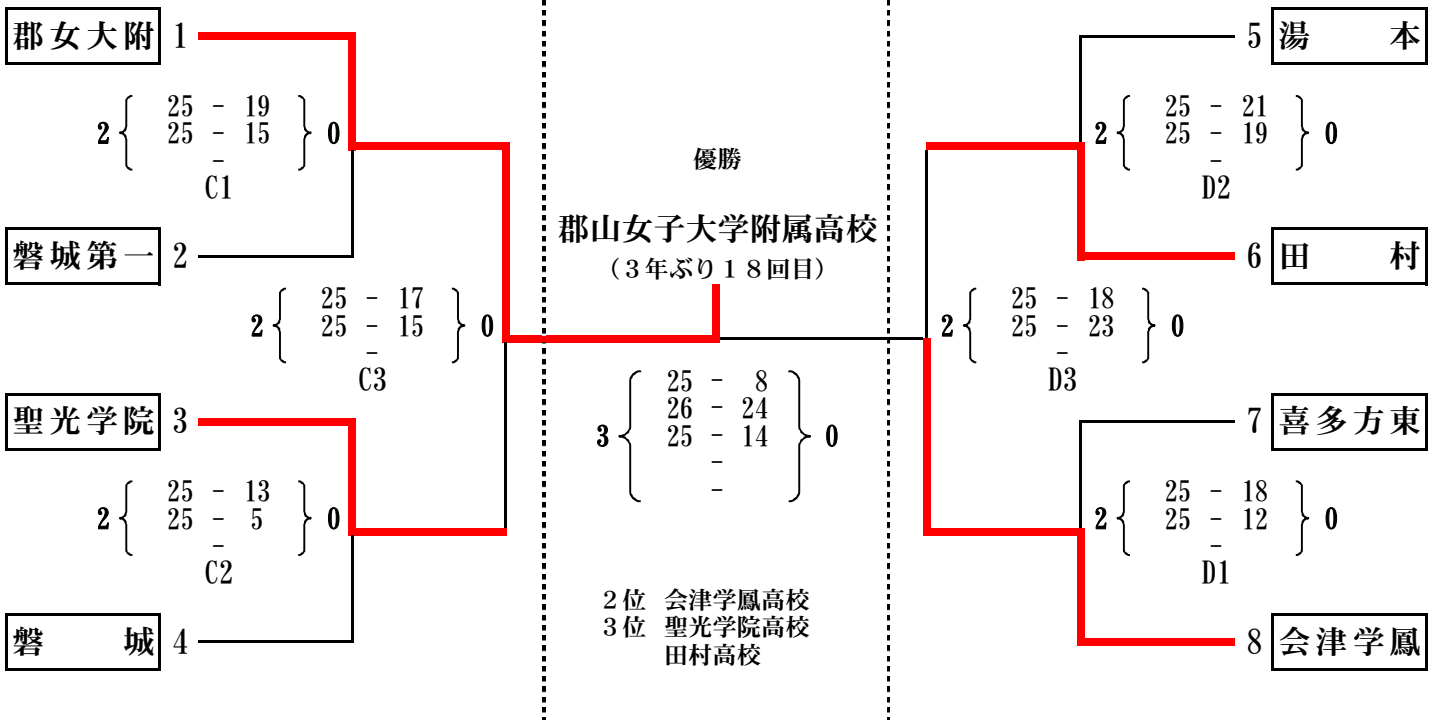 郡女大附 1
2 { 25 - 19 } 0
25 - 15
-
C1
磐城第一 2
2 { 25 - 17 } 0
25 - 15
-
C3
聖光学院 3
2 { 25 - 13 } 0
25 - 5
-
C2
磐城 4
優勝
郡山女子大学附属高校
（３年ぶり１８回目）
3 { 25 - 8 } 0
26 - 24
25 - 14
-
-
２位 会津学鳳高校
３位 聖光学院高校
田村高校
5 湯本
2 { 25 - 21 } 0
25 - 19
-
D2
6 田村
2 { 25 - 18 } 0
25 - 23
-
D3
7 喜多方東
2 { 25 - 18 } 0
25 - 12
-
D1
8 会津学鳳